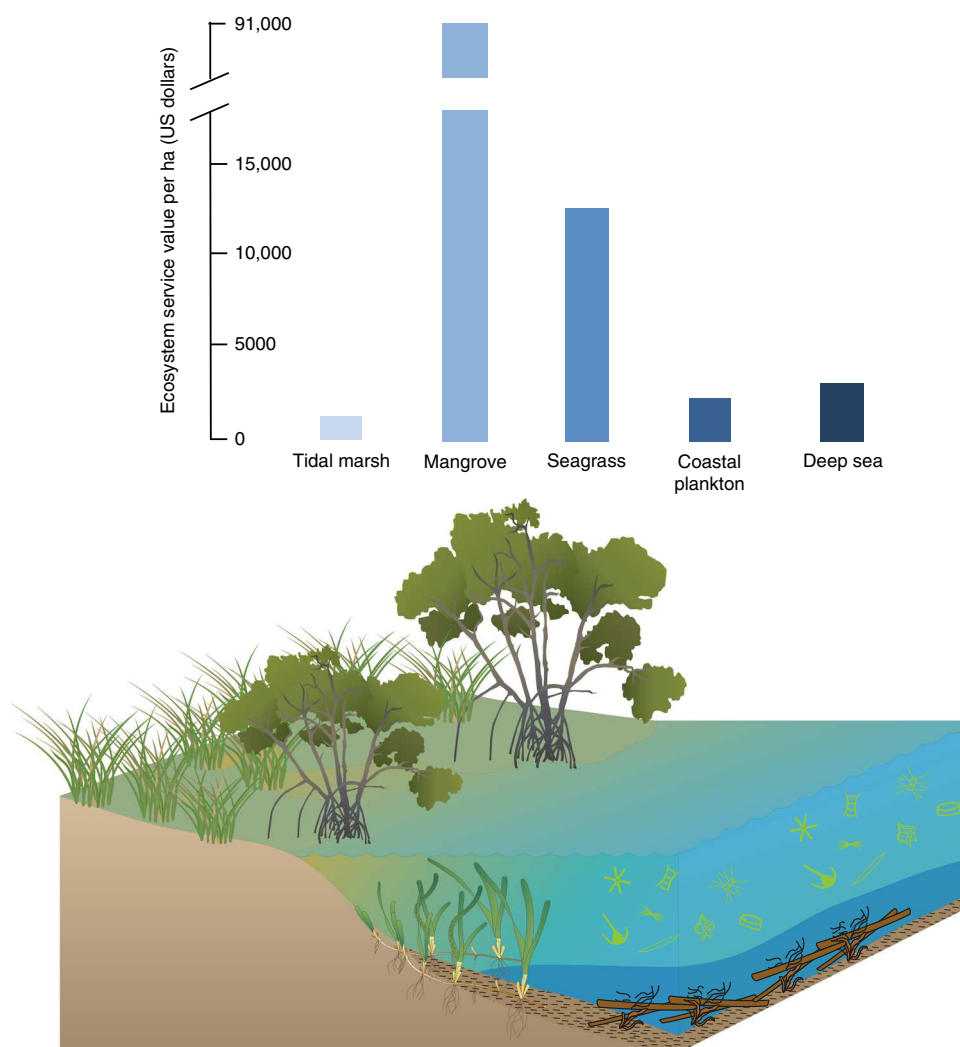 Ecosystem service value per ha (US dollars)
91,000
15,000
10,000
5000
0
Tidal marsh
Mangrove
Seagrass
Coastal
plankton
Deep sea